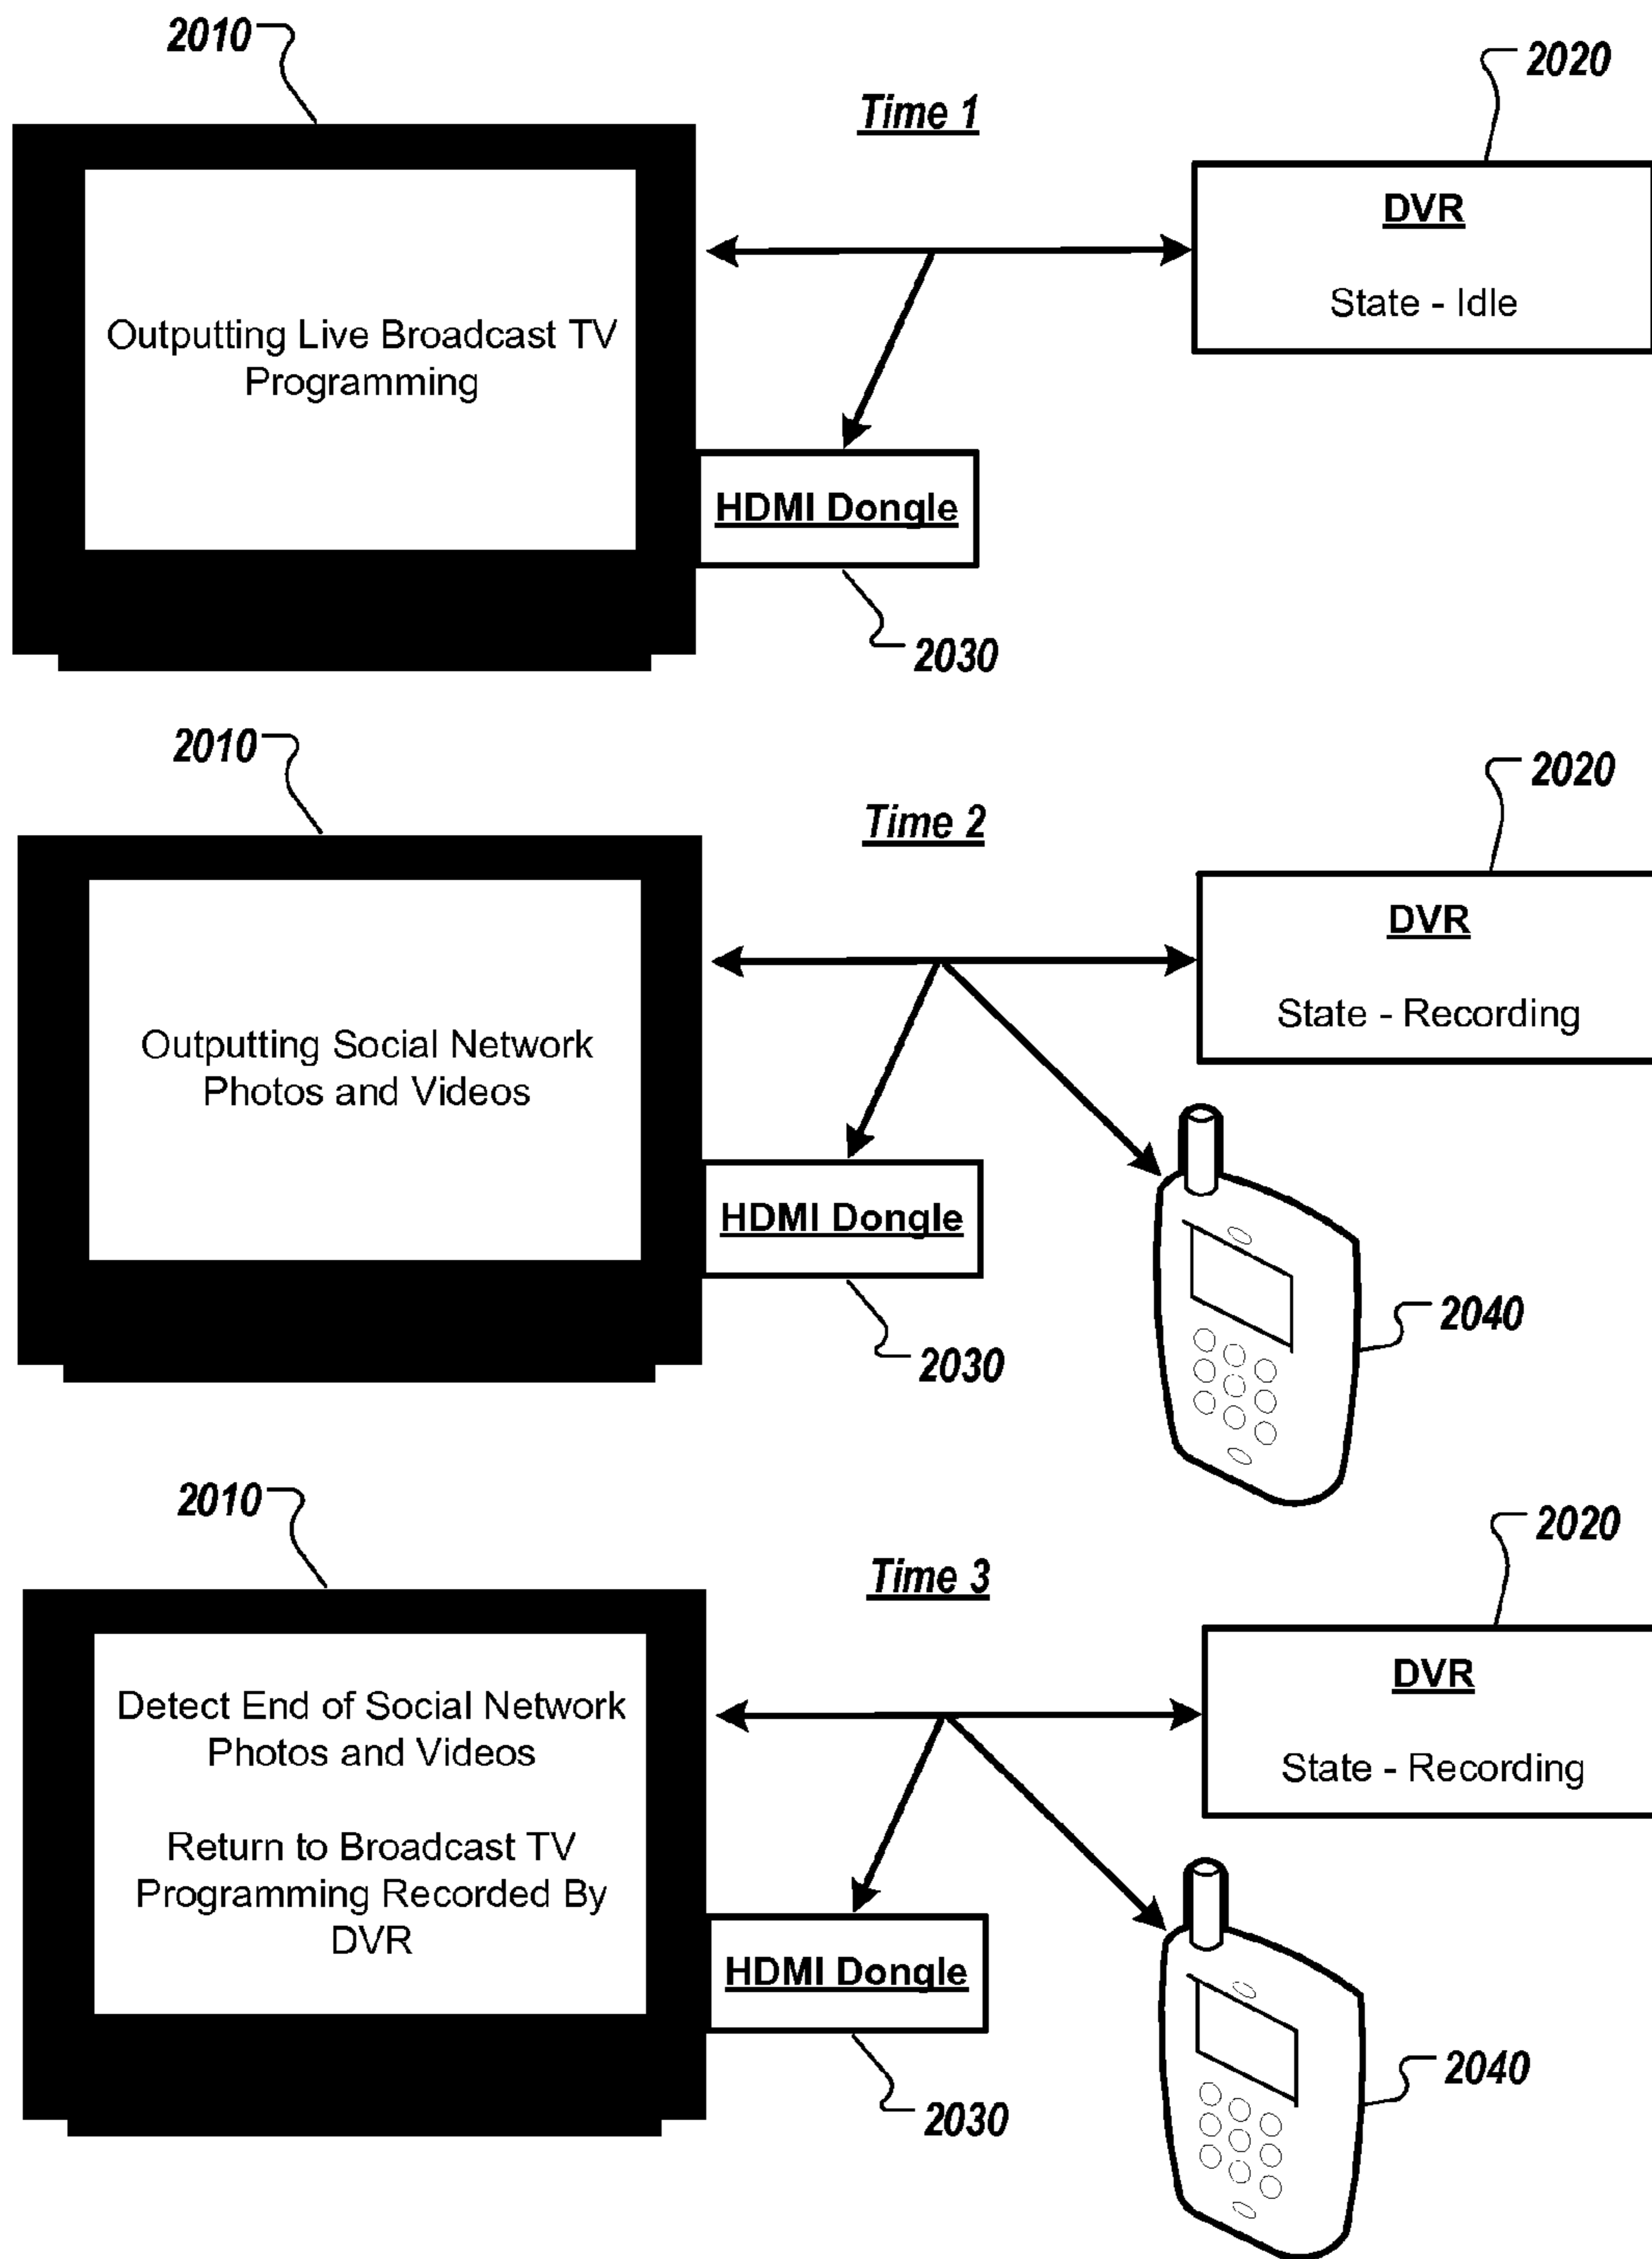 2010
2020
Time 1
DVR
State - Idle
Outputting Live Broadcast TV
Programming
HDMI Dongle
2030
2010
2020
Time 2
DVR
State - Recording
Outputting Social Network
Photos and Videos
HDMI Dongle
2030
2040
2010
2020
Time 3
DVR
State - Recording
Detect End of Social Network
Photos and Videos
Return to Broadcast TV
Programming Recorded By
DVR
HDMI Dongle
2030
2040